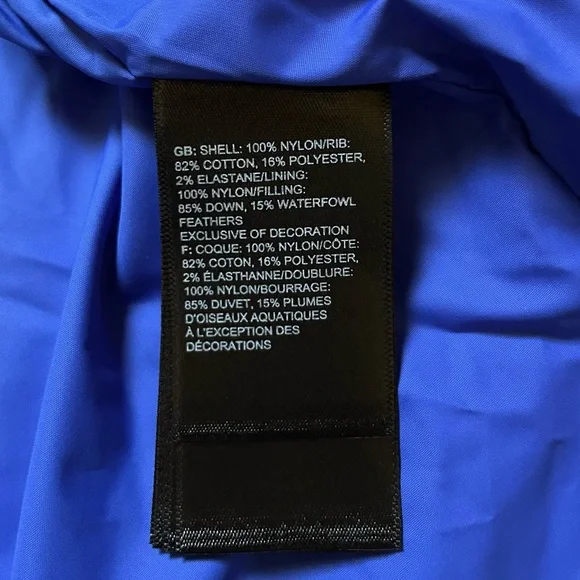 GB: SHELL: 100% NYLON/RIB:
82% COTTON, 16% POLYESTER,
2% ELASTANE/LINING:
100% NYLON/FILLING:
85% DOWN, 15% WATERFOWL
FEATHERS
EXCLUSIVE OF DECORATION
F: COQUE: 100% NYLON/CÔTE:
82% COTON, 16% POLYESTER,
2% ÉLASTHANNE/DOUBLURE:
100% NYLON/BOURRAGE:
85% DUVET, 15% PLUMES
D'OISEAUX AQUATIQUES
À L'EXCEPTION DES
DÉCORATIONS